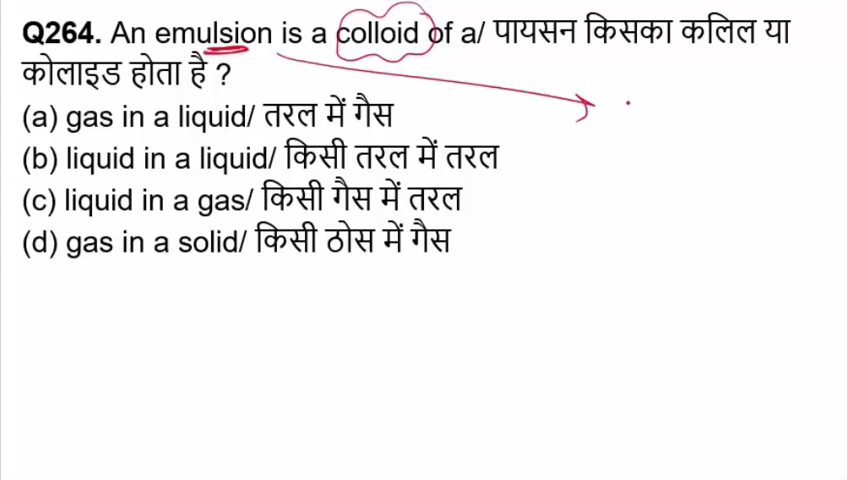 Q264. An emulsion is a colloid of a/ पायसन किसका कलिल या
कोलाइड होता है ?
(a) gas in a liquid/ तरल में गैस
(b) liquid in a liquid/ किसी तरल में तरल
(c) liquid in a gas/ किसी गैस में तरल
(d) gas in a solid/ किसी ठोस में गैस